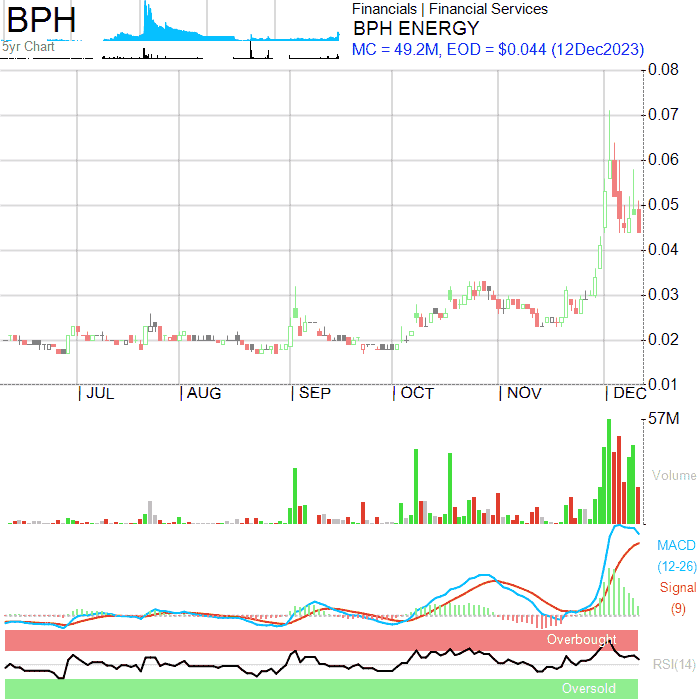 BPH
5yr Chart
Financials | Financial Services
BPH ENERGY
MC = 49.2M, EOD = $0.044 (12Dec2023)
0.08
0.07
0.06
0.05
0.04
0.03
0.02
0.01
| JUL | AUG | SEP | OCT | NOV | DEC
57M
Volume
MACD
(12-26)
Signal
(9)
Overbought
RSI(14)
Oversold